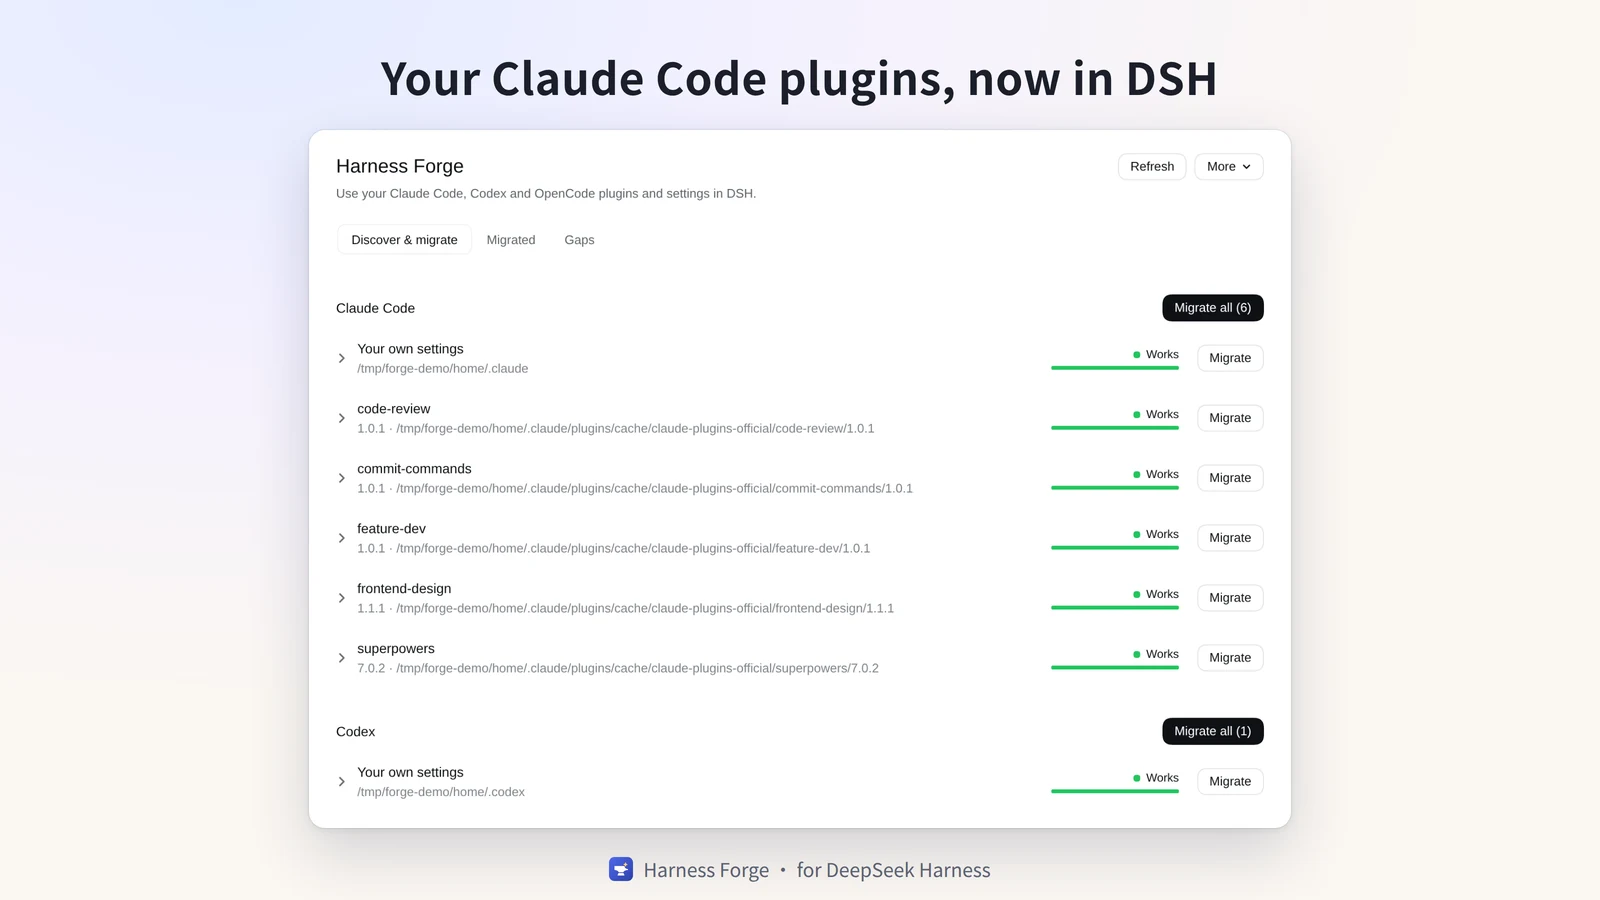 Your Claude Code plugins, now in DSH
Harness Forge
Refresh
More
Use your Claude Code, Codex and OpenCode plugins and settings in DSH.
Discover & migrate
Migrated
Gaps
Claude Code
Migrate all (6)
Your own settings
/tmp/forge-demo/home/.claude
Works
Migrate
code-review
1.0.1 · /tmp/forge-demo/home/.claude/plugins/cache/claude-plugins-official/code-review/1.0.1
Works
Migrate
commit-commands
1.0.1 · /tmp/forge-demo/home/.claude/plugins/cache/claude-plugins-official/commit-commands/1.0.1
Works
Migrate
feature-dev
1.0.1 · /tmp/forge-demo/home/.claude/plugins/cache/claude-plugins-official/feature-dev/1.0.1
Works
Migrate
frontend-design
1.1.1 · /tmp/forge-demo/home/.claude/plugins/cache/claude-plugins-official/frontend-design/1.1.1
Works
Migrate
superpowers
7.0.2 · /tmp/forge-demo/home/.claude/plugins/cache/claude-plugins-official/superpowers/7.0.2
Works
Migrate
Codex
Migrate all (1)
Your own settings
/tmp/forge-demo/home/.codex
Works
Migrate
Harness Forge · for DeepSeek Harness